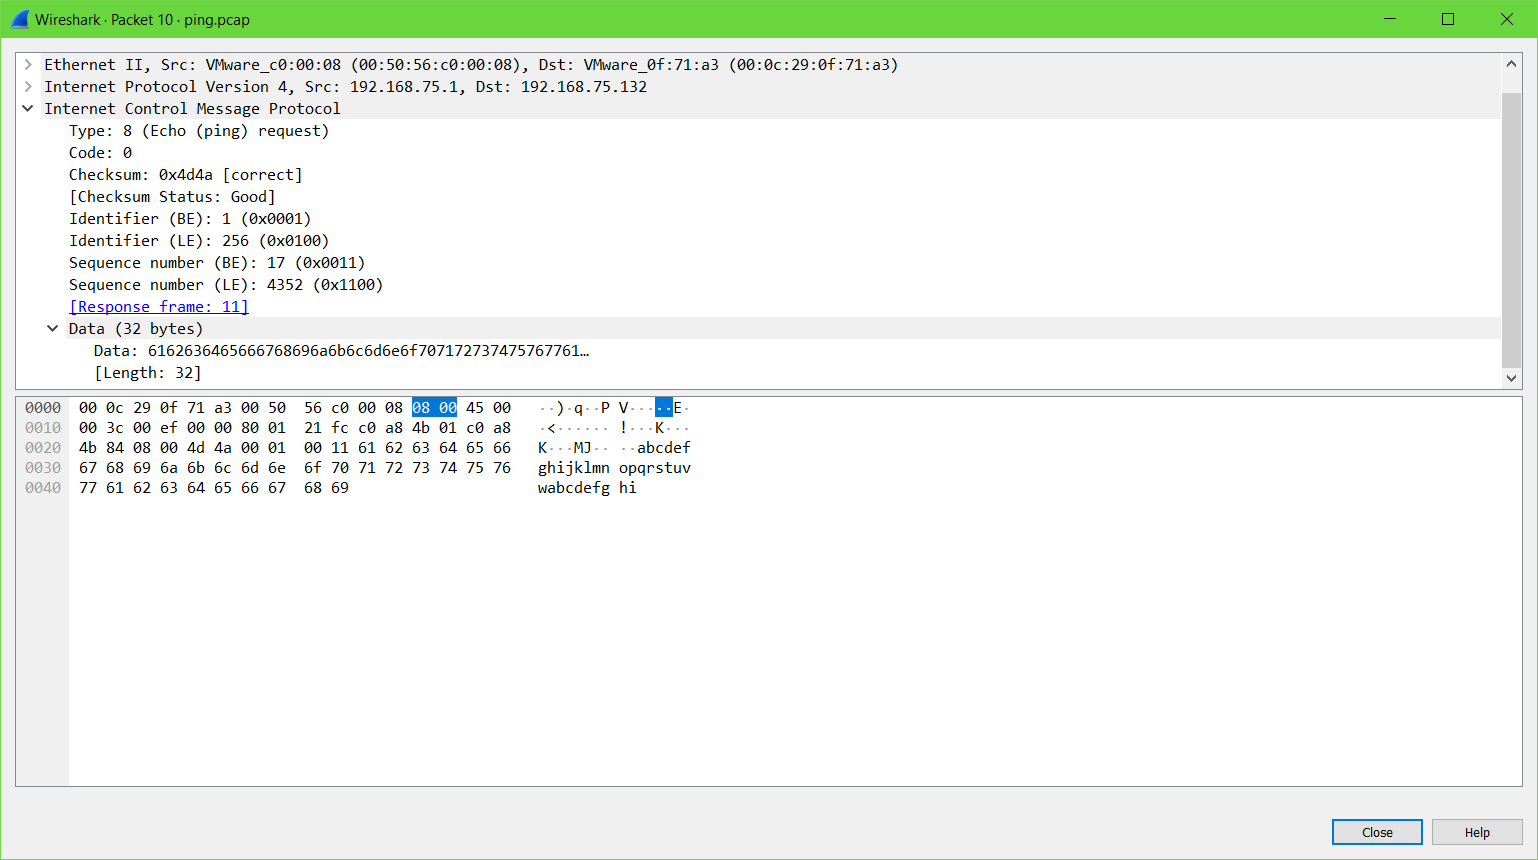 Wireshark · Packet 10 · ping.pcap
Ethernet II, Src: VMware_c0:00:08 (00:50:56:c0:00:08), Dst: VMware_0f:71:a3 (00:0c:29:0f:71:a3)
Internet Protocol Version 4, Src: 192.168.75.1, Dst: 192.168.75.132
Internet Control Message Protocol
Type: 8 (Echo (ping) request)
Code: 0
Checksum: 0x4d4a [correct]
[Checksum Status: Good]
Identifier (BE): 1 (0x0001)
Identifier (LE): 256 (0x0100)
Sequence number (BE): 17 (0x0011)
Sequence number (LE): 4352 (0x1100)
[Response frame: 11]
Data (32 bytes)
Data: 6162636465666768696a6b6c6d6e6f707172737475767761…
[Length: 32]
0000 00 0c 29 0f 71 a3 00 50 56 c0 00 08 08 00 45 00 ··)·q··P V·····E·
0010 00 3c 00 ef 00 00 80 01 21 fc c0 a8 4b 01 c0 a8 ·<······ !···K···
0020 4b 84 08 00 4d 4a 00 01 00 11 61 62 63 64 65 66 K···MJ·· ··abcdef
0030 67 68 69 6a 6b 6c 6d 6e 6f 70 71 72 73 74 75 76 ghijklmn opqrstuv
0040 77 61 62 63 64 65 66 67 68 69 wabcdefg hi
Close Help